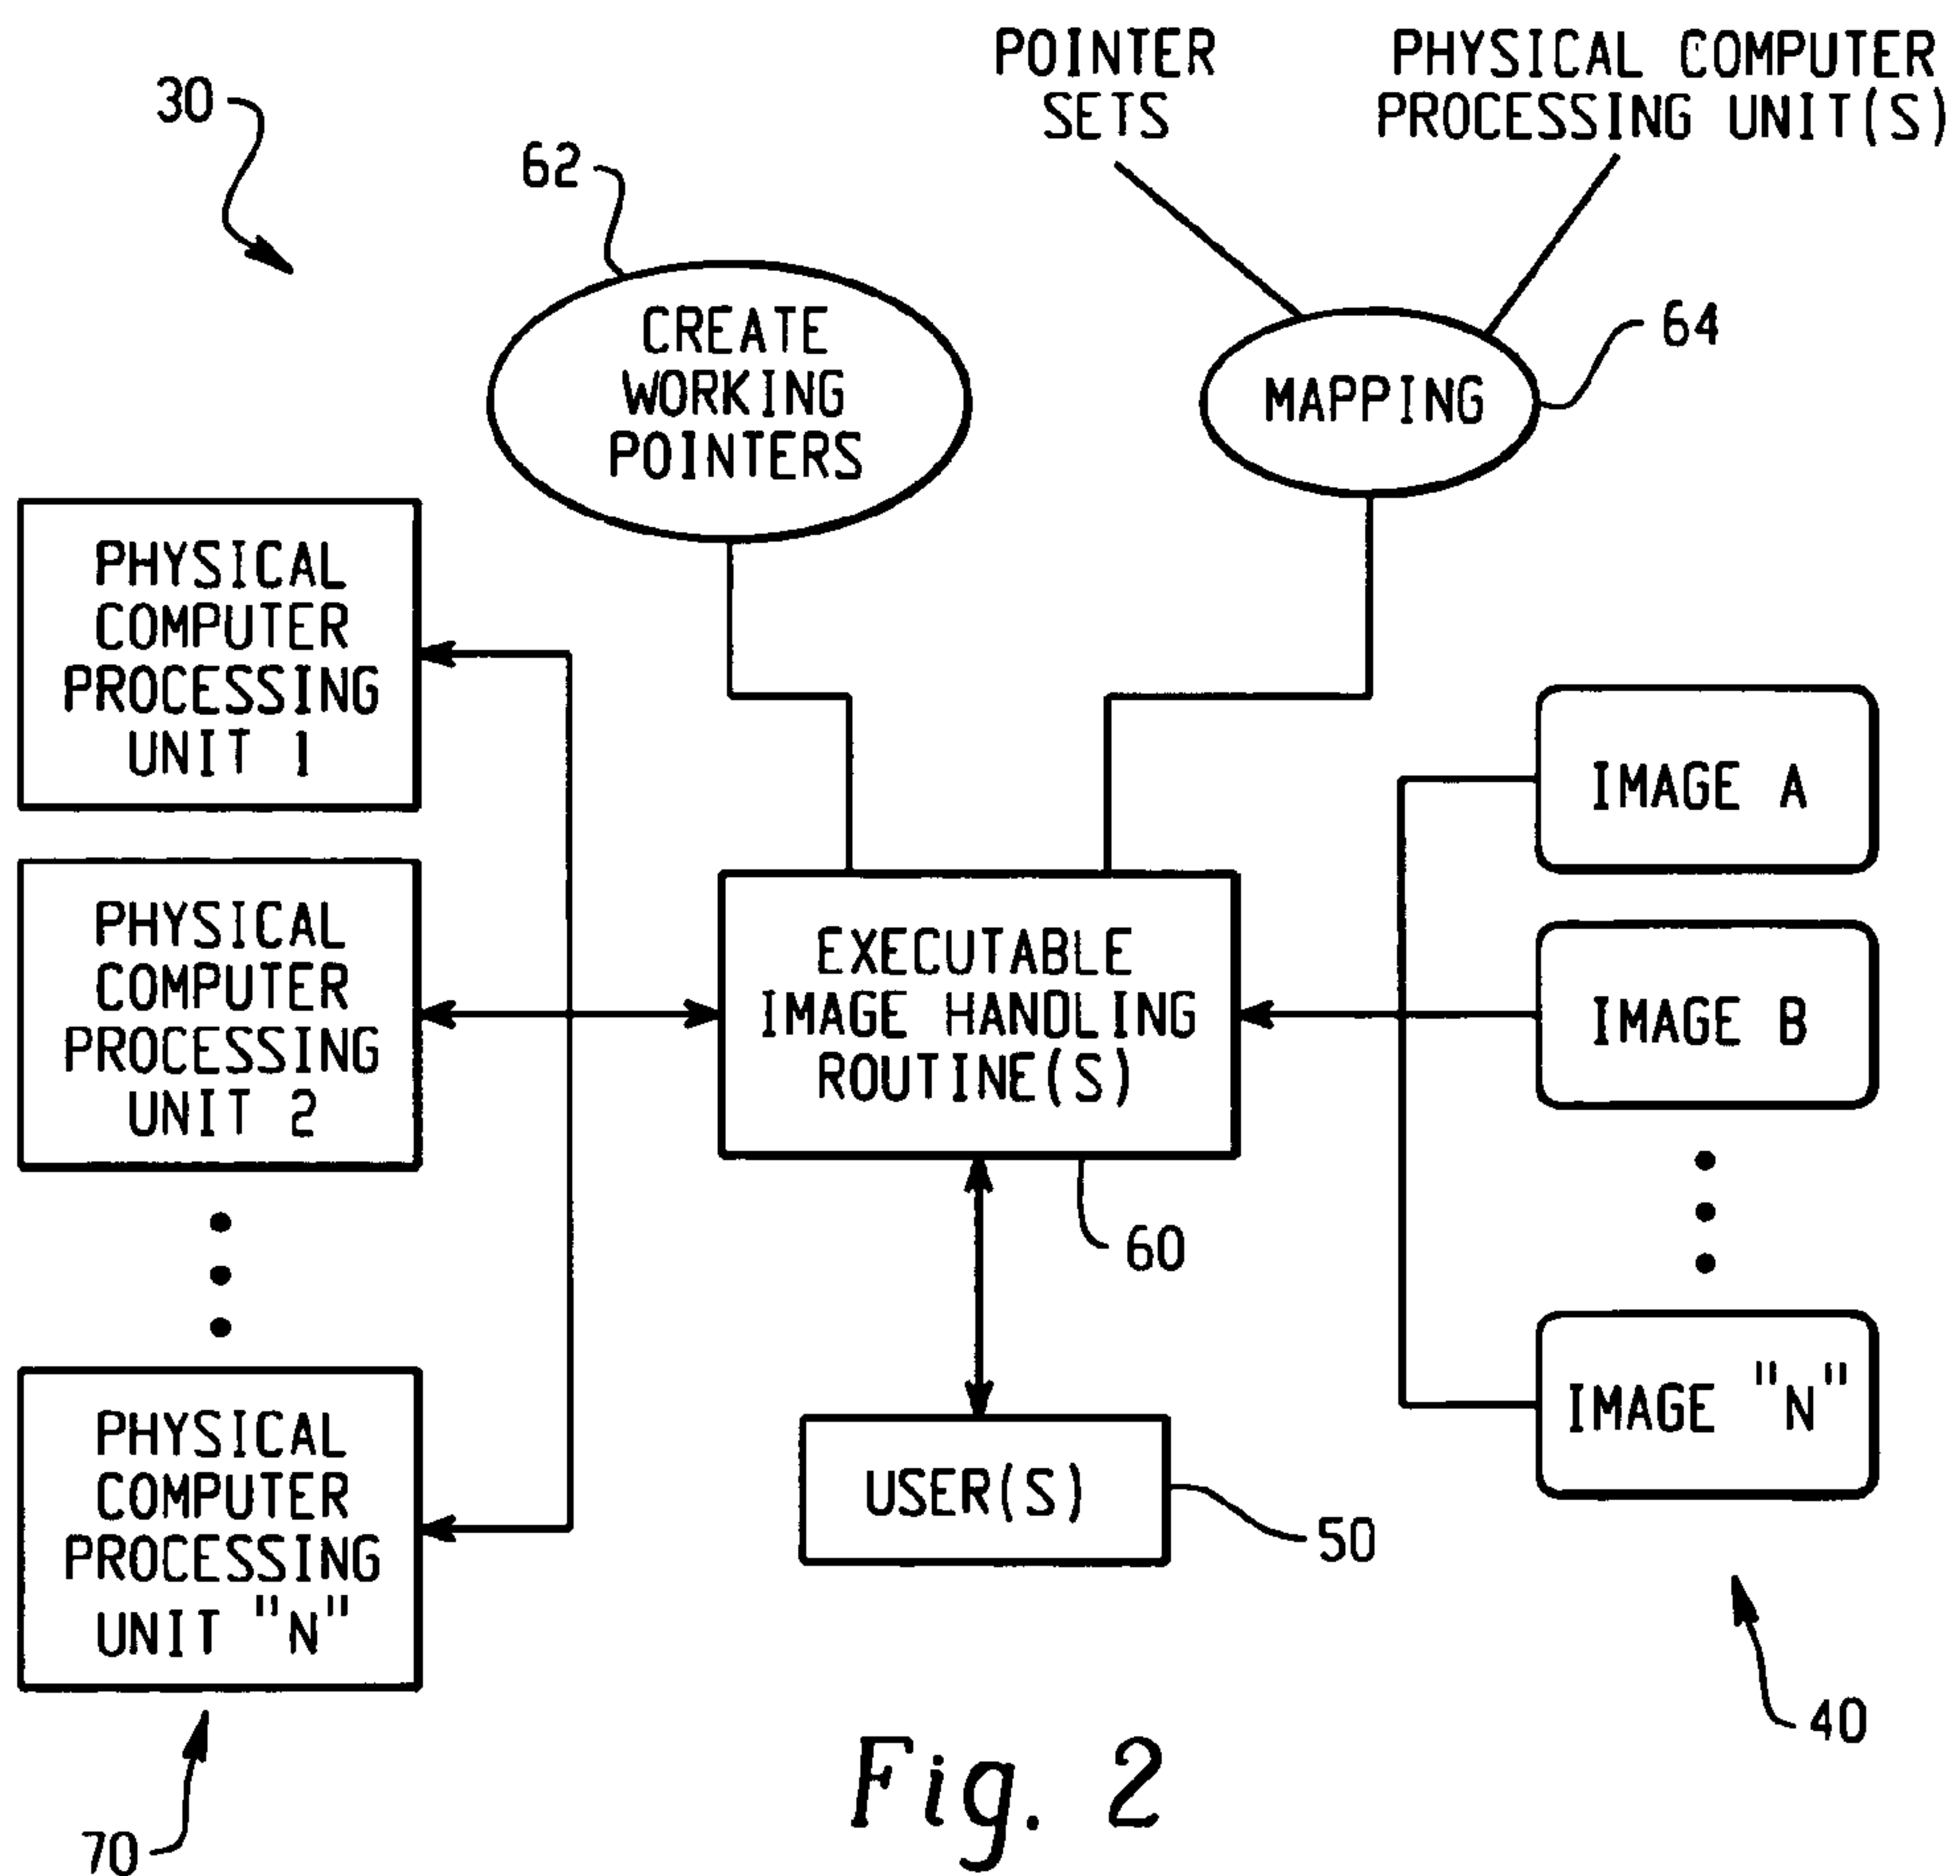 POINTER
SETS
PHYSICAL COMPUTER
PROCESSING UNIT(S)
30
62
CREATE
WORKING
POINTERS
64
MAPPING
PHYSICAL
COMPUTER
PROCESSING
UNIT 1
PHYSICAL
COMPUTER
PROCESSING
UNIT 2
PHYSICAL
COMPUTER
PROCESSING
UNIT "N"
70
EXECUTABLE
IMAGE HANDLING
ROUTINE(S)
60
USER(S)
50
IMAGE A
IMAGE B
IMAGE "N"
40
Fig. 2